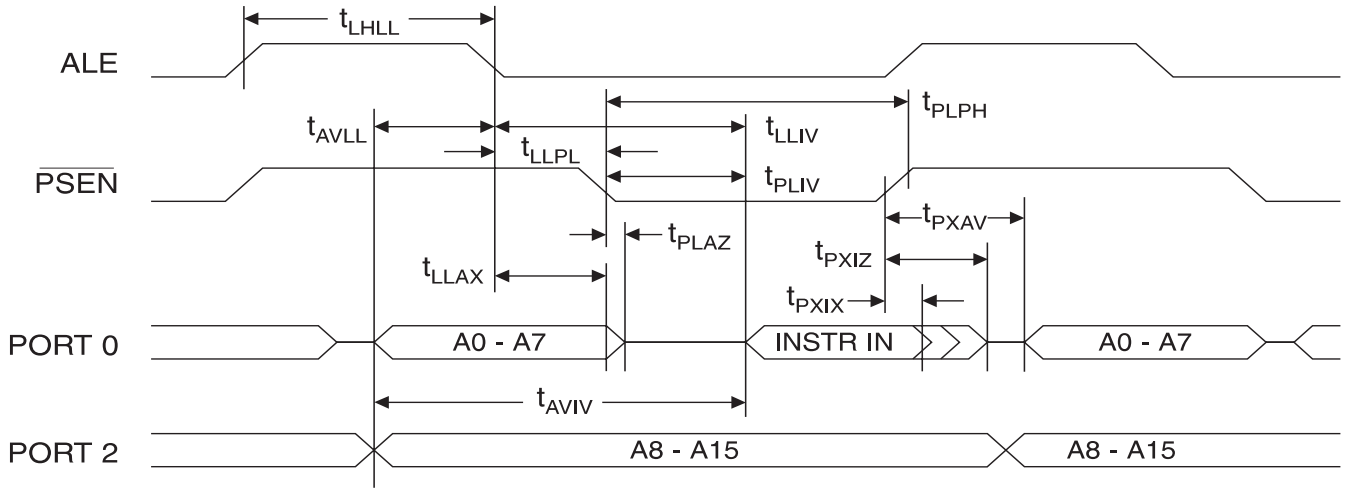 tLHLL
ALE
tPLPH
tAVLL
tLLIV
tLLPL
PSEN
tPLIV
tPXAV
tPLAZ
tPXIZ
tLLAX
tPXIX
PORT 0
A0 - A7
INSTR IN
A0 - A7
tAVIV
PORT 2
A8 - A15
A8 - A15